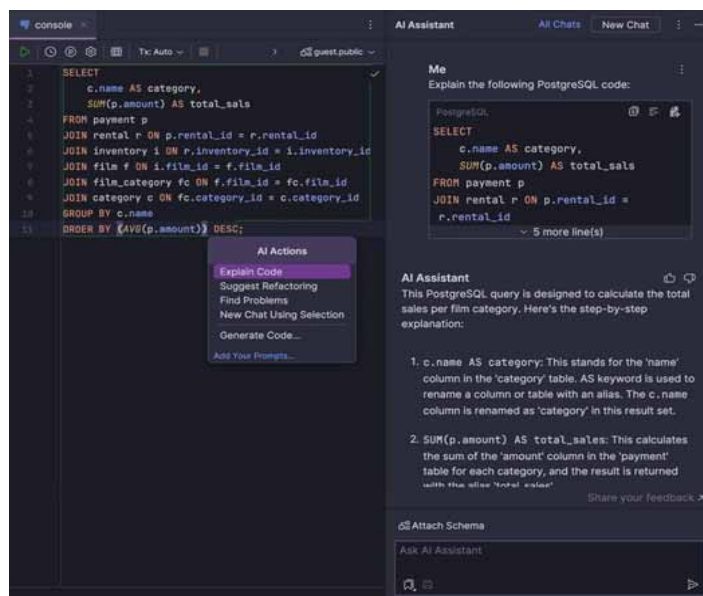 console
AI Assistant
All Chats
New Chat
Tx: Auto
guest.public
1 SELECT
2 c.name AS category,
3 SUM(p.amount) AS total_sals
4 FROM payment p
5 JOIN rental r ON p.rental_id = r.rental_id
6 JOIN inventory i ON r.inventory_id = i.inventory_id
7 JOIN film f ON i.film_id = f.film_id
8 JOIN film_category fc ON f.film_id = fc.film_id
9 JOIN category c ON fc.category_id = c.category_id
10 GROUP BY c.name
11 ORDER BY (AVG(p.amount)) DESC;
AI Actions
Explain Code
Suggest Refactoring
Find Problems
New Chat Using Selection
Generate Code...
Add Your Prompts...
Me
Explain the following PostgreSQL code:
PostgreSQL
SELECT
c.name AS category,
SUM(p.amount) AS total_sals
FROM payment p
JOIN rental r ON p.rental_id =
r.rental_id
5 more line(s)
AI Assistant
This PostgreSQL query is designed to calculate the total
sales per film category. Here's the step-by-step
explanation:
1. c.name AS category: This stands for the 'name'
column in the 'category' table. AS keyword is used to
rename a column or table with an alias. The c.name
column is renamed as 'category' in this result set.
2. SUM(p.amount) AS total_sales: This calculates
the sum of the 'amount' column in the 'payment'
table for each category, and the result is returned
with the alias 'total_sales'
Share your feedback
Attach Schema
Ask AI Assistant